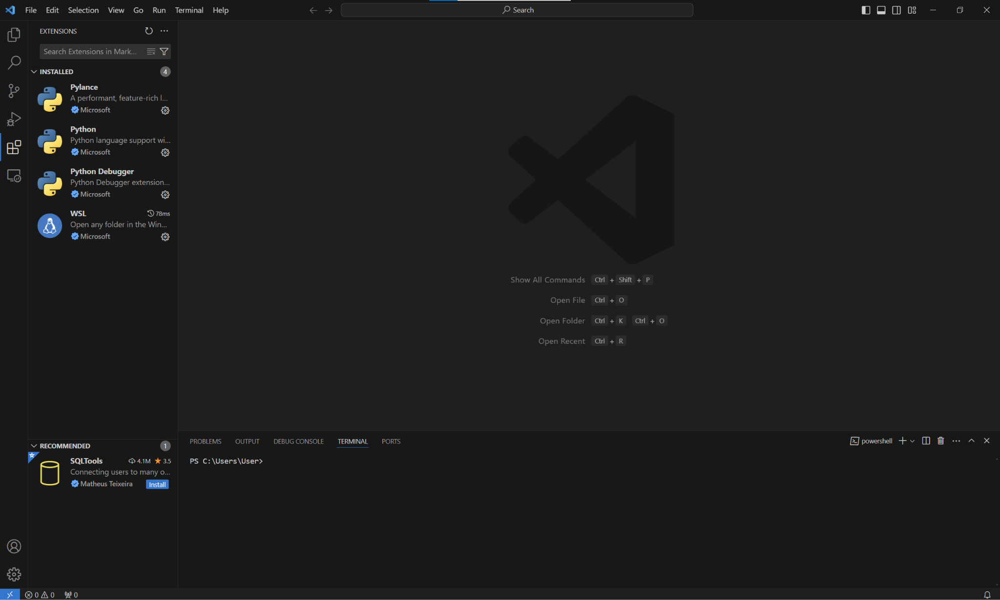 File Edit Selection View Go Run Terminal Help
Search
EXTENSIONS
Search Extensions in Mark...
INSTALLED 4
Pylance
A performant, feature-rich l...
Microsoft
Python
Python language support wi...
Microsoft
Python Debugger
Python Debugger extension...
Microsoft
WSL 78ms
Open any folder in the Win...
Microsoft
Show All Commands Ctrl + Shift + P
Open File Ctrl + O
Open Folder Ctrl + K Ctrl + O
Open Recent Ctrl + R
RECOMMENDED 1
SQLTools 4.1M 3.5
Connecting users to many o...
Matheus Teixeira Install
PROBLEMS OUTPUT DEBUG CONSOLE TERMINAL PORTS powershell
PS C:\Users\User>
0 0 0